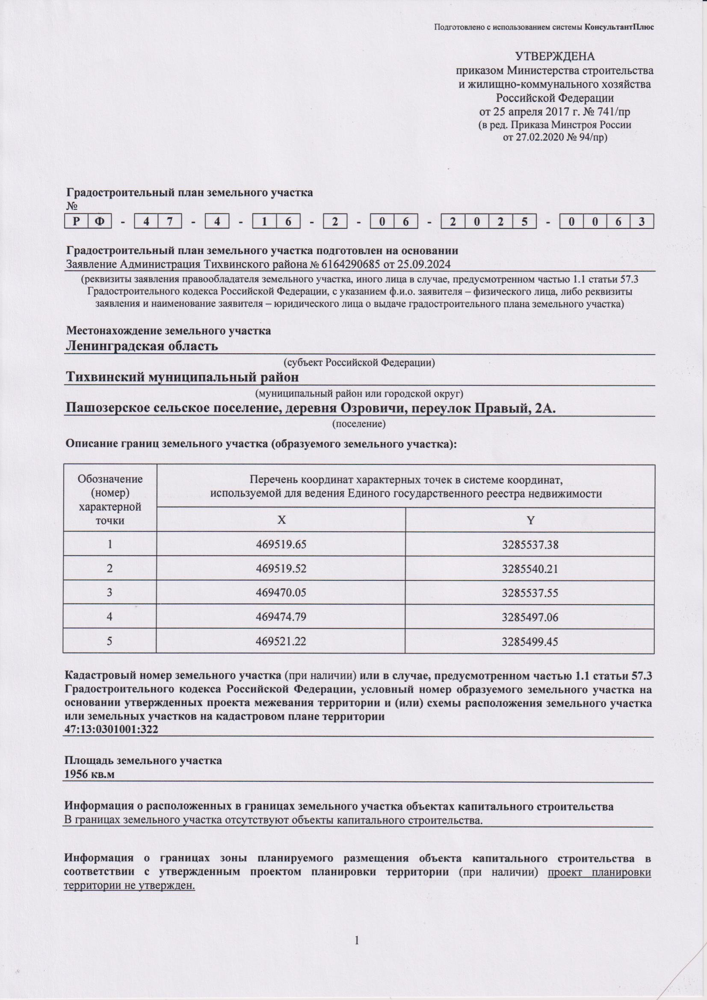 Подготовлено с использованием системы КонсультантПлюс
УТВЕРЖДЕНА
приказом Министерства строительства
и жилищно-коммунального хозяйства
Российской Федерации
от 25 апреля 2017 г. № 741/пр
(в ред. Приказа Минстроя России
от 27.02.2020 № 94/пр)
Градостроительный план земельного участка
№
Р Ф - 4 7 - 4 - 1 6 - 2 - 0 6 - 2 0 2 5 - 0 0 6 3
Градостроительный план земельного участка подготовлен на основании
Заявление Администрация Тихвинского района № 6164290685 от 25.09.2024
(реквизиты заявления правообладателя земельного участка, иного лица в случае, предусмотренном частью 1.1 статьи 57.3
Градостроительного кодекса Российской Федерации, с указанием ф.и.о. заявителя – физического лица, либо реквизиты
заявления и наименование заявителя – юридического лица о выдаче градостроительного плана земельного участка)
Местонахождение земельного участка
Ленинградская область
(субъект Российской Федерации)
Тихвинский муниципальный район
(муниципальный район или городской округ)
Пашозерское сельское поселение, деревня Озровичи, переулок Правый, 2А.
(поселение)
Описание границ земельного участка (образуемого земельного участка):
Обозначение
(номер)
характерной
точки
Перечень координат характерных точек в системе координат,
используемой для ведения Единого государственного реестра недвижимости
X Y
1 469519.65 3285537.38
2 469519.52 3285540.21
3 469470.05 3285537.55
4 469474.79 3285497.06
5 469521.22 3285499.45
Кадастровый номер земельного участка (при наличии) или в случае, предусмотренном частью 1.1 статьи 57.3
Градостроительного кодекса Российской Федерации, условный номер образуемого земельного участка на
основании утвержденных проекта межевания территории и (или) схемы расположения земельного участка
или земельных участков на кадастровом плане территории
47:13:0301001:322
Площадь земельного участка
1956 кв.м
Информация о расположенных в границах земельного участка объектах капитального строительства
В границах земельного участка отсутствуют объекты капитального строительства.
Информация о границах зоны планируемого размещения объекта капитального строительства в
соответствии с утвержденным проектом планировки территории (при наличии) проект планировки
территории не утвержден.
1